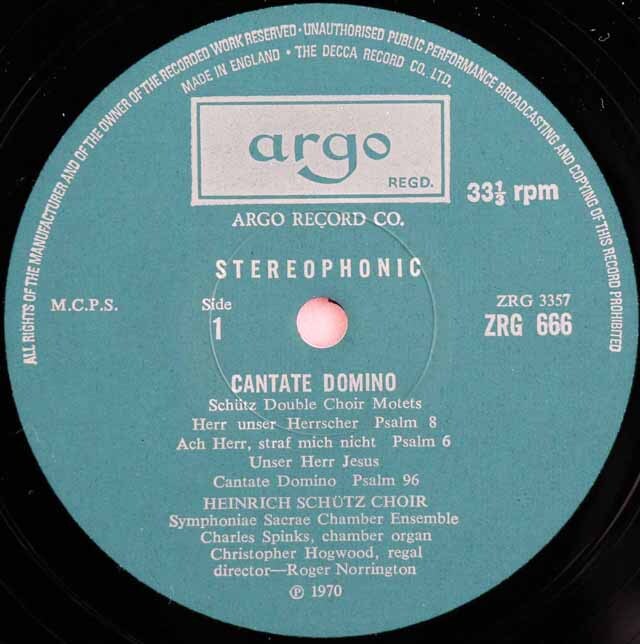 ALL RIGHTS OF THE MANUFACTURER AND OF THE OWNER OF THE RECORDED WORK RESERVED · UNAUTHORISED PUBLIC PERFORMANCE BROADCASTING AND COPYING OF THIS RECORD PROHIBITED
MADE IN ENGLAND · THE DECCA RECORD CO. LTD.
argo
REGD.
33⅓ rpm
ARGO RECORD CO.
STEREOPHONIC
M.C.P.S.
Side
1
ZRG 3357
ZRG 666
CANTATE DOMINO
Schütz Double Choir Motets
Herr unser Herrscher Psalm 8
Ach Herr, straf mich nicht Psalm 6
Unser Herr Jesus
Cantate Domino Psalm 96
HEINRICH SCHÜTZ CHOIR
Symphoniae Sacrae Chamber Ensemble
Charles Spinks, chamber organ
Christopher Hogwood, regal
director—Roger Norrington
℗ 1970